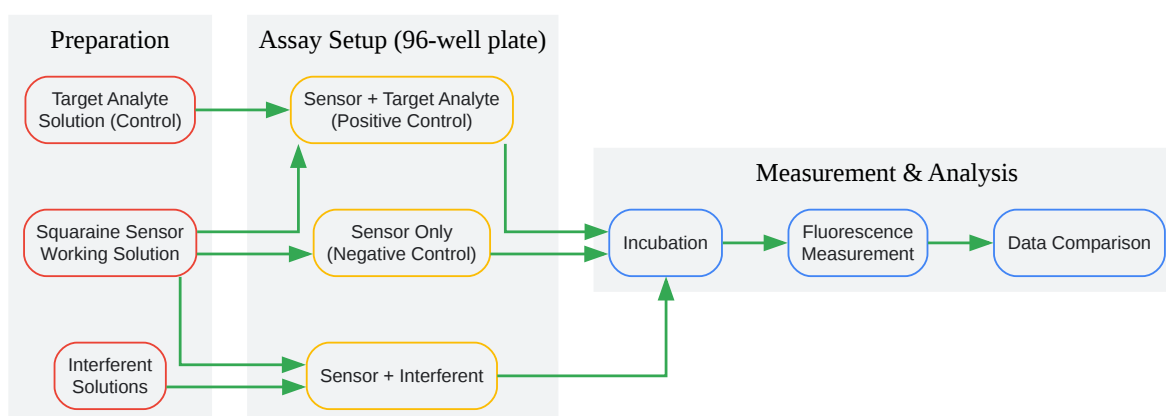 Preparation
Target Analyte
Solution (Control)
Squaraine Sensor
Working Solution
Interferent
Solutions
Assay Setup (96-well plate)
Sensor + Target Analyte
(Positive Control)
Sensor Only
(Negative Control)
Sensor + Interferent
Measurement & Analysis
Incubation
Fluorescence
Measurement
Data Comparison